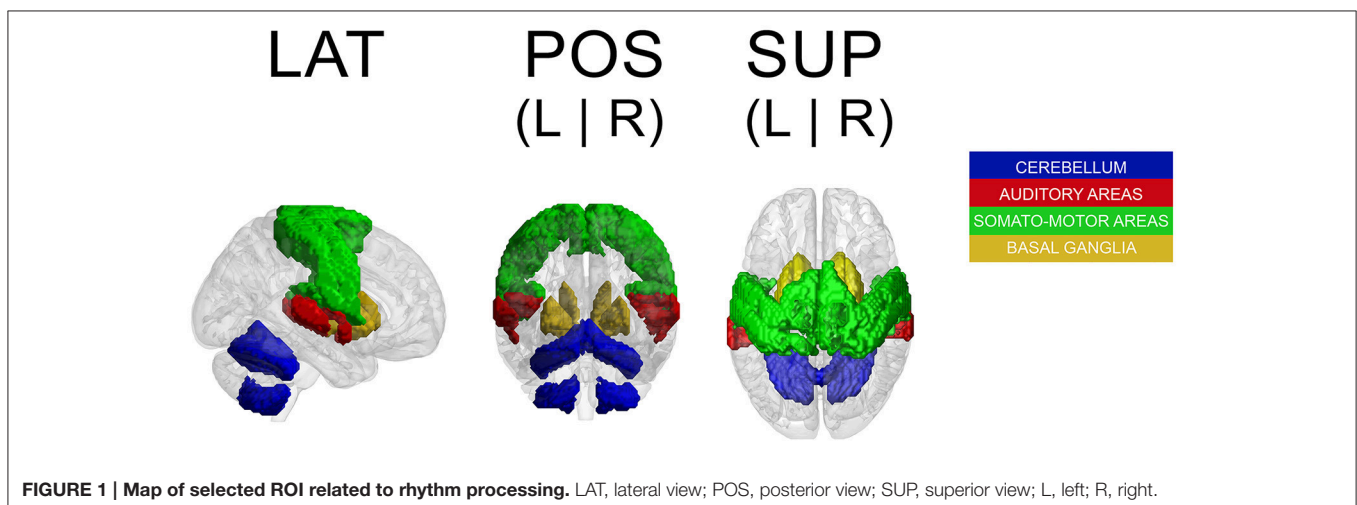 LAT
POS
(L | R)
SUP
(L | R)
CEREBELLUM
AUDITORY AREAS
SOMATO-MOTOR AREAS
BASAL GANGLIA
FIGURE 1 | Map of selected ROI related to rhythm processing. LAT, lateral view; POS, posterior view; SUP, superior view; L, left; R, right.